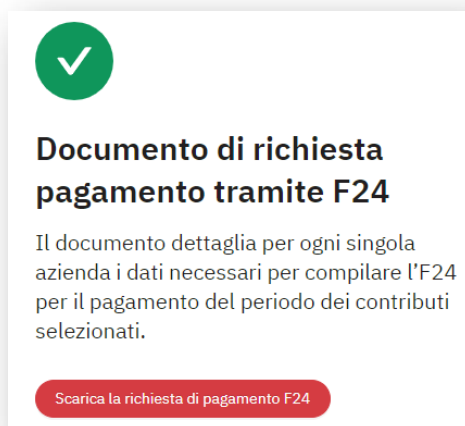 Documento di richiesta
pagamento tramite F24
Il documento dettaglia per ogni singola
azienda i dati necessari per compilare l'F24
per il pagamento del periodo dei contributi
selezionati.
Scarica la richiesta di pagamento F24